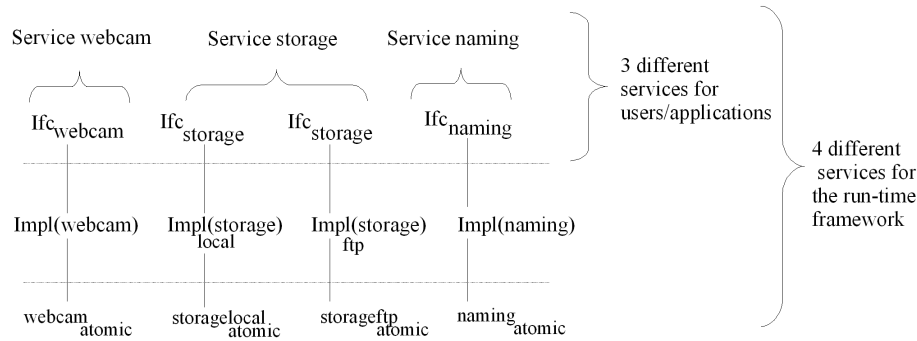 Service webcam
Service storage
Service naming
3 different
services for
users/applications
Ifc webcam
Ifc storage
Ifc storage
Ifc naming
4 different
services for
the run-time
framework
Impl(webcam)
Impl(storage) local
Impl(storage) ftp
Impl(naming)
webcam atomic
storagelocal atomic
storageftp atomic
naming atomic